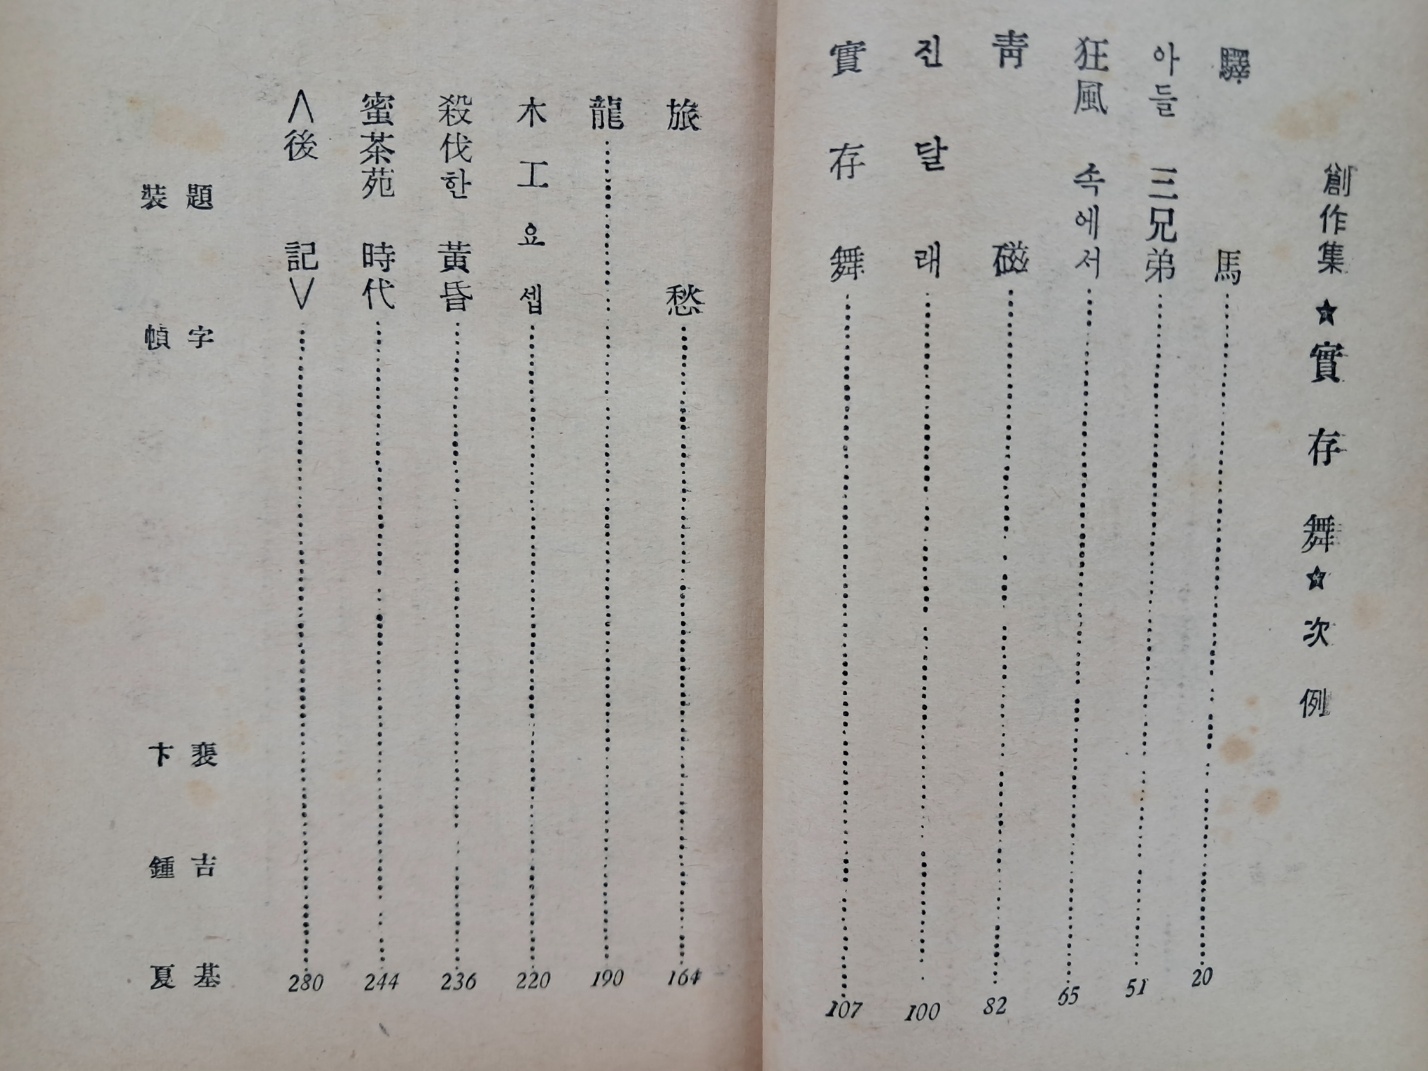 創作集★實存舞★次例
驛馬 20
아들 三兄弟 51
狂風 속에서 65
靑磁 82
진달래 100
實存舞 107
旅愁 164
龍 190
木工 요셉 220
殺伐한 黃昏 236
蜜茶苑 時代 244
<後記> 280
題字 裵吉基
裝幀 卞鍾夏